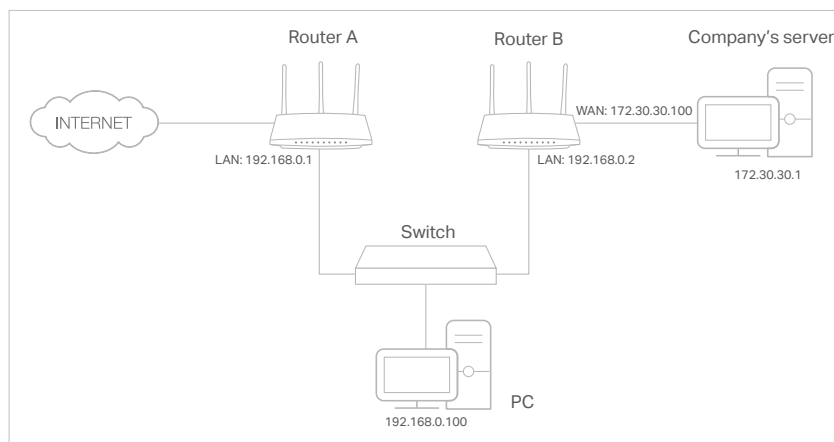 Router A
Router B
Company's server
INTERNET
WAN: 172.30.30.100
LAN: 192.168.0.1
LAN: 192.168.0.2
172.30.30.1
Switch
PC
192.168.0.100